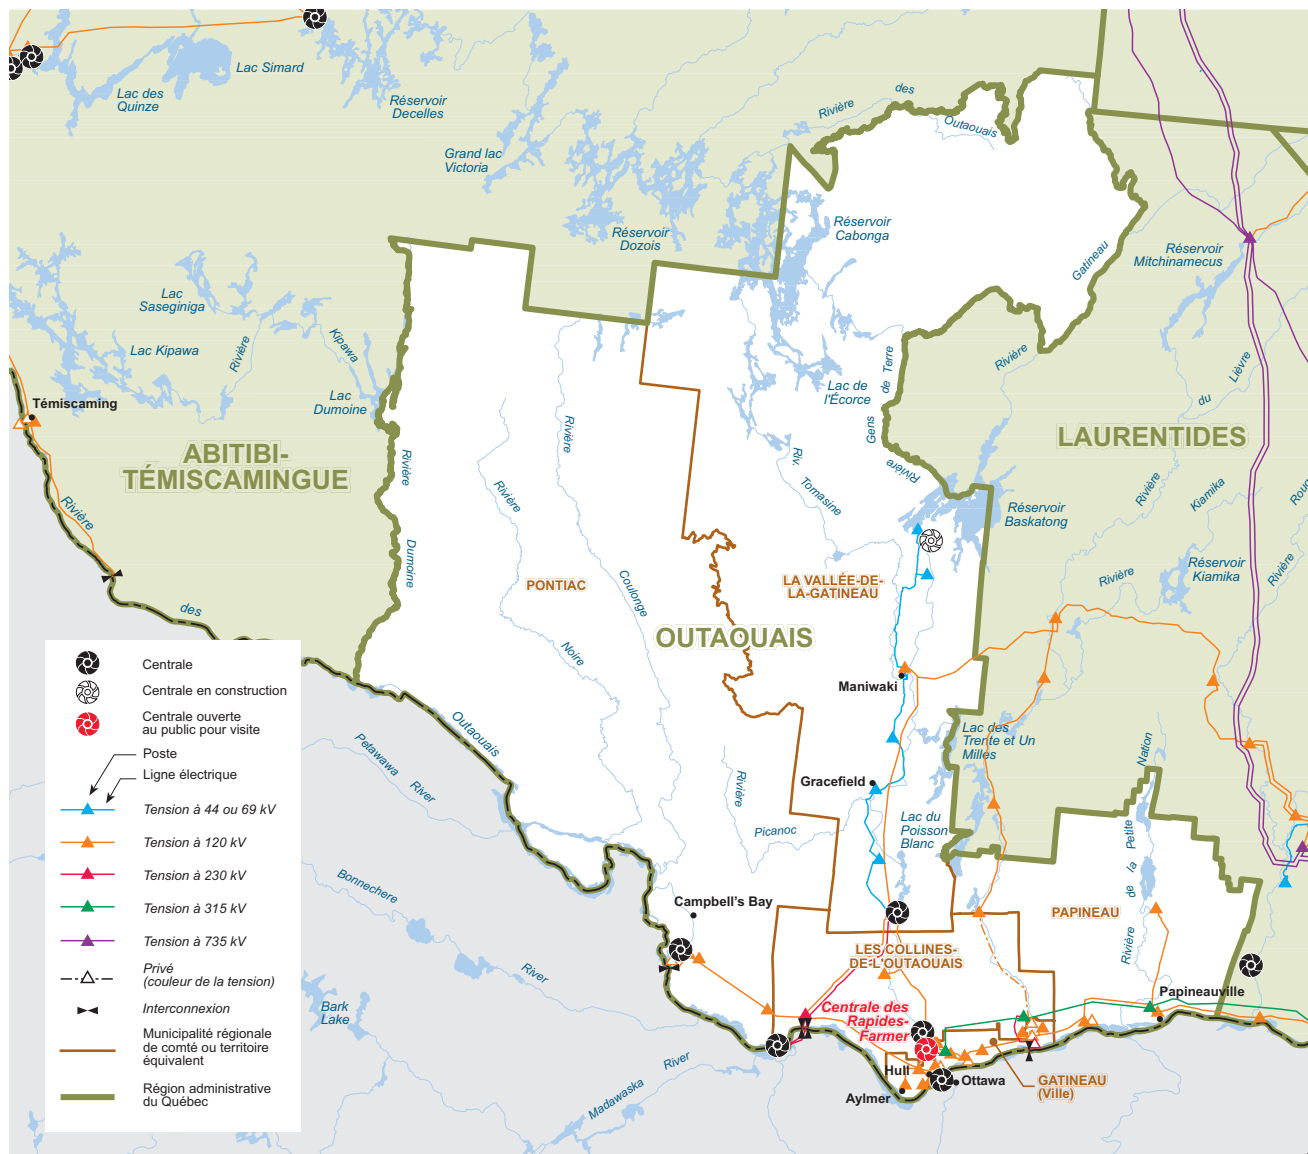 Lac Simard
Lac des
Quinze
Réservoir
Decelles
Grand lac
Victoria
Rivière
des
Outaouais
Réservoir
Dozois
Réservoir
Cabonga
Gatineau
Réservoir
Mitchinamecus
Lac
Saseginiga
Lac Kipawa
Rivière
Kipawa
Lac
Dumoine
Témiscaming
Rivière
Lièvre
du
Rivière
Gens
de Terre
Rivière
Lac de
l'Écorce
ABITIBI-
TÉMISCAMINGUE
LAURENTIDES
Rivière
Dumoine
Rivière
Rivière
Riv.
Tomasine
Rivière
Kiamika
Réservoir
Baskatong
Réservoir
Kiamika
Rivière
Rivière
Rivière
des
PONTIAC
Coulonge
Noire
LA VALLÉE-DE-
LA-GATINEAU
OUTAOUAIS
Maniwaki
Outaouais
Petawawa
River
Lac des
Trente et Un
Milles
Nation
Gracefield
Rivière
Picanoc
Lac du
Poisson
Blanc
Petite
de la
Rivière
Bonnechere
River
Campbell's Bay
PAPINEAU
LES COLLINES-
DE-L'OUTAOUAIS
Papineauville
Bark
Lake
Centrale des
Rapides-
Farmer
Madawaska
River
Hull
Aylmer
Ottawa
GATINEAU
(Ville)
Centrale
Centrale en construction
Centrale ouverte
au public pour visite
Poste
Ligne électrique
Tension à 44 ou 69 kV
Tension à 120 kV
Tension à 230 kV
Tension à 315 kV
Tension à 735 kV
Privé
(couleur de la tension)
Interconnexion
Municipalité régionale
de comté ou territoire
équivalent
Région administrative
du Québec